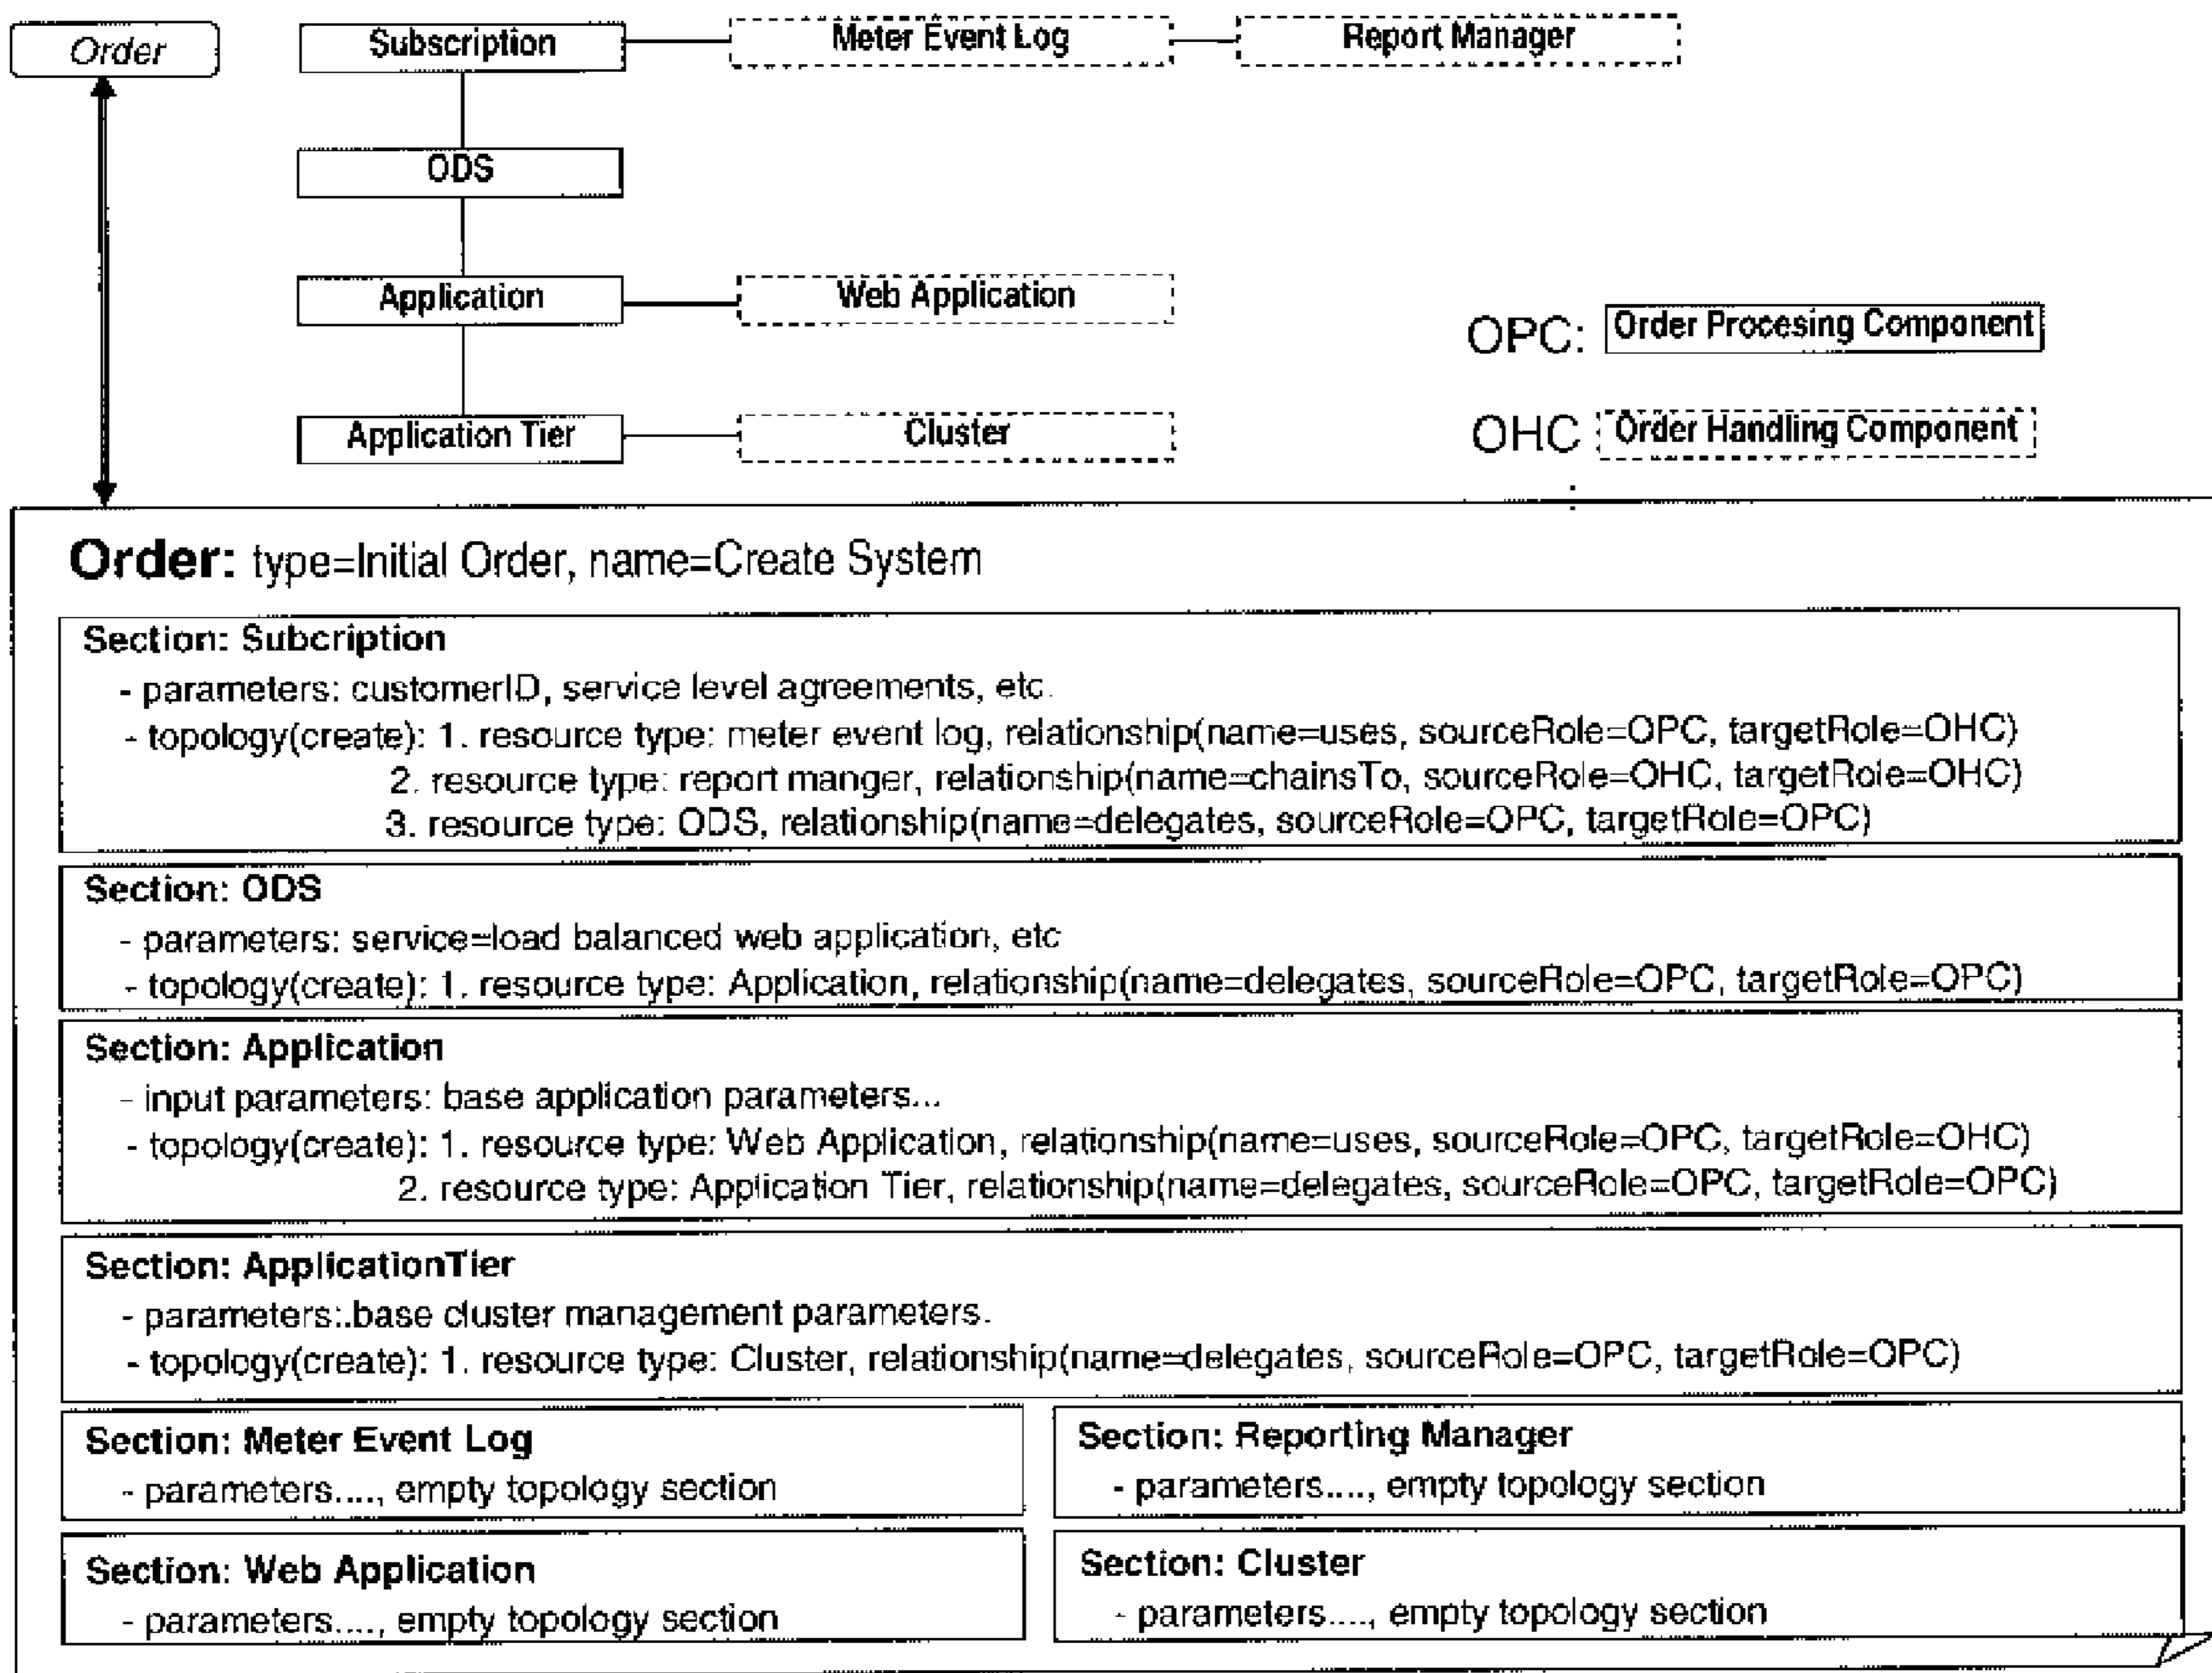 Order
Subscription
Meter Event Log
Report Manager
ODS
Application
Web Application
OPC: Order Procesing Component
Application Tier
Cluster
OHC Order Handling Component
:
Order: type=Initial Order, name=Create System
Section: Subcription
- parameters: customerID, service level agreements, etc.
- topology(create): 1. resource type: meter event log, relationship(name=uses, sourceRole=OPC, targetRole=OHC)
2. resource type: report manger, relationship(name=chainsTo, sourceRole=OHC, targetRole=OHC)
3. resource type: ODS, relationship(name=delegates, sourceRole=OPC, targetRole=OPC)
Section: ODS
- parameters: service=load balanced web application, etc
- topology(create): 1. resource type: Application, relationship(name=delegates, sourceRole=OPC, targetRole=OPC)
Section: Application
- input parameters: base application parameters...
- topology(create): 1. resource type: Web Application, relationship(name=uses, sourceRole=OPC, targetRole=OHC)
2. resource type: Application Tier, relationship(name=delegates, sourceRole=OPC, targetRole=OPC)
Section: ApplicationTier
- parameters:.base cluster management parameters.
- topology(create): 1. resource type: Cluster, relationship(name=delegates, sourceRole=OPC, targetRole=OPC)
Section: Meter Event Log
- parameters...., empty topology section
Section: Reporting Manager
- parameters...., empty topology section
Section: Web Application
- parameters...., empty topology section
Section: Cluster
- parameters...., empty topology section